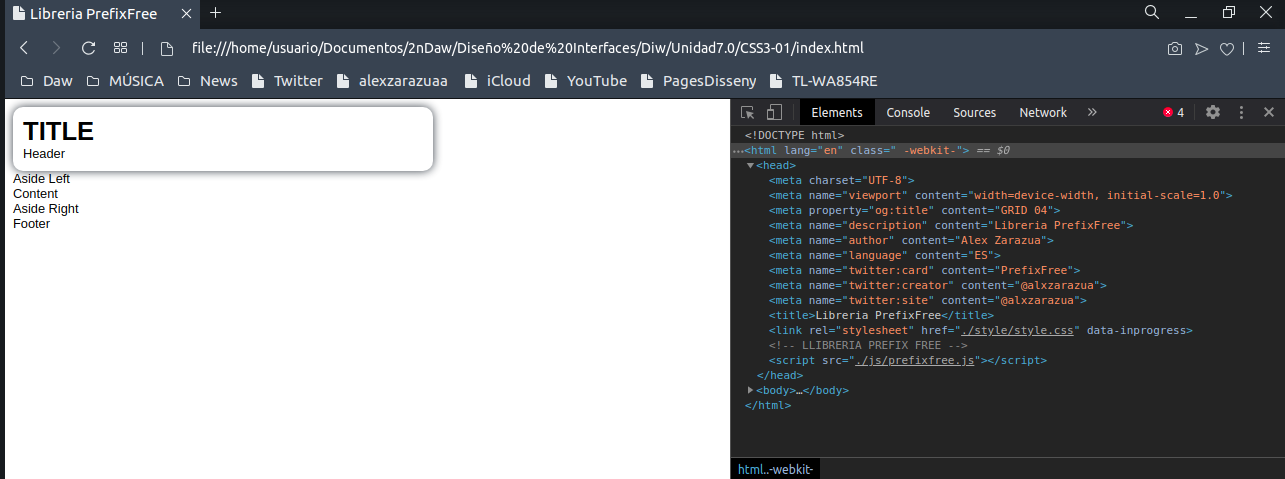 Libreria PrefixFree
file:///home/usuario/Documentos/2nDaw/Diseño%20de%20Interfaces/Diw/Unidad7.0/CSS3-01/index.html
Daw MÚSICA News Twitter alexzarazuaa iCloud YouTube PagesDisseny TL-WA854RE
TITLE
Header
Aside Left
Content
Aside Right
Footer
Elements Console Sources Network » 4
<!DOCTYPE html>
…<html lang="en" class=" -webkit-"> == $0
<head>
<meta charset="UTF-8">
<meta name="viewport" content="width=device-width, initial-scale=1.0">
<meta property="og:title" content="GRID 04">
<meta name="description" content="Libreria PrefixFree">
<meta name="author" content="Alex Zarazua">
<meta name="language" content="ES">
<meta name="twitter:card" content="PrefixFree">
<meta name="twitter:creator" content="@alxzarazua">
<meta name="twitter:site" content="@alxzarazua">
<title>Libreria PrefixFree</title>
<link rel="stylesheet" href="./style/style.css" data-inprogress>
<!-- LLIBRERIA PREFIX FREE -->
<script src="./js/prefixfree.js"></script>
</head>
<body>…</body>
</html>
html..-webkit-